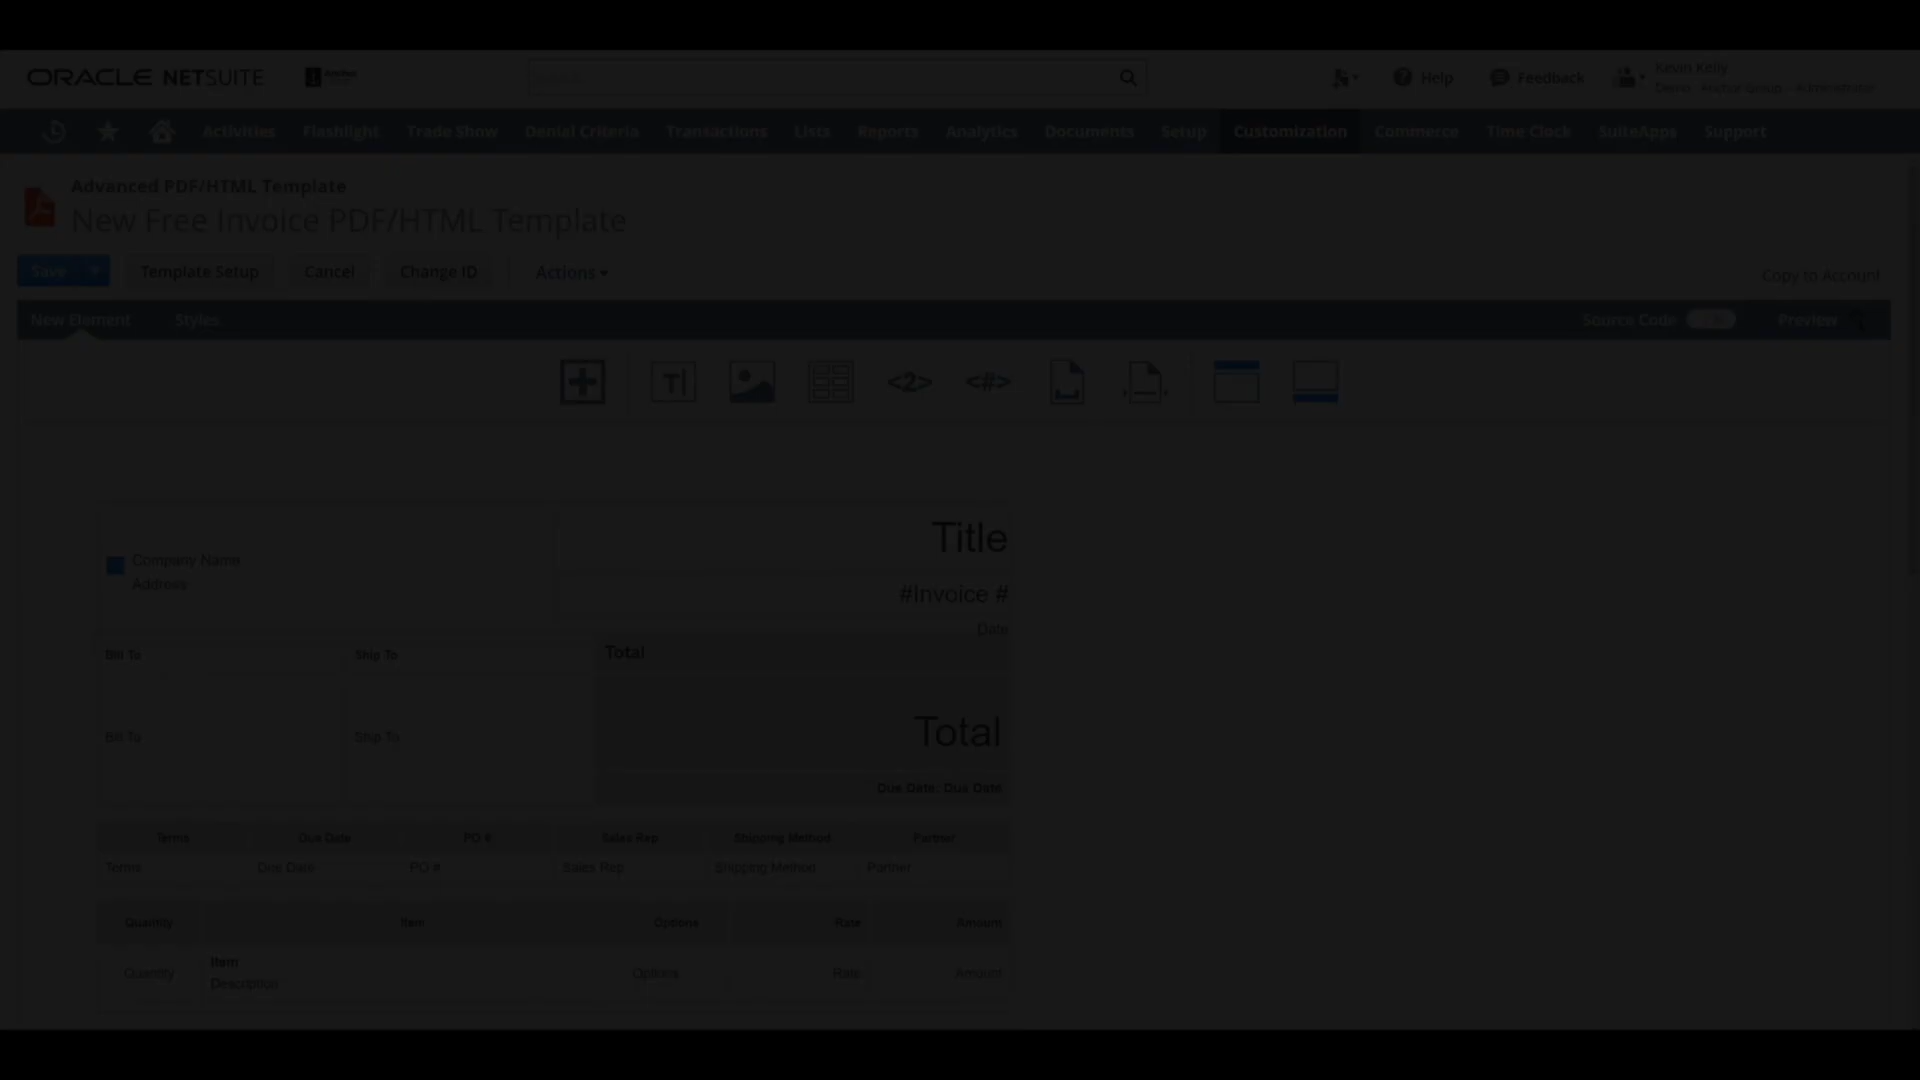 ORACLE NETSUITE
Help
Feedback
Kevin Kelly
Activities
Flashlight
Trade Show
Denial Criteria
Transactions
Lists
Reports
Analytics
Documents
Setup
Customization
Commerce
Time Clock
SuiteApps
Support
Advanced PDF/HTML Template
New Free Invoice PDF/HTML Template
Save
Template Setup
Cancel
Change ID
Actions
Copy to Account
New Element
Styles
Source Code
Preview
T|
<2>
<#>
Title
Company Name
Address
#Invoice #
Date
Bill To
Ship To
Total
Bill To
Ship To
Total
Due Date: Due Date
Terms
Due Date
PO #
Sales Rep
Shipping Method
Partner
Terms
Due Date
PO #
Sales Rep
Shipping Method
Partner
Quantity
Item
Options
Rate
Amount
Quantity
Item
Description
Options
Rate
Amount